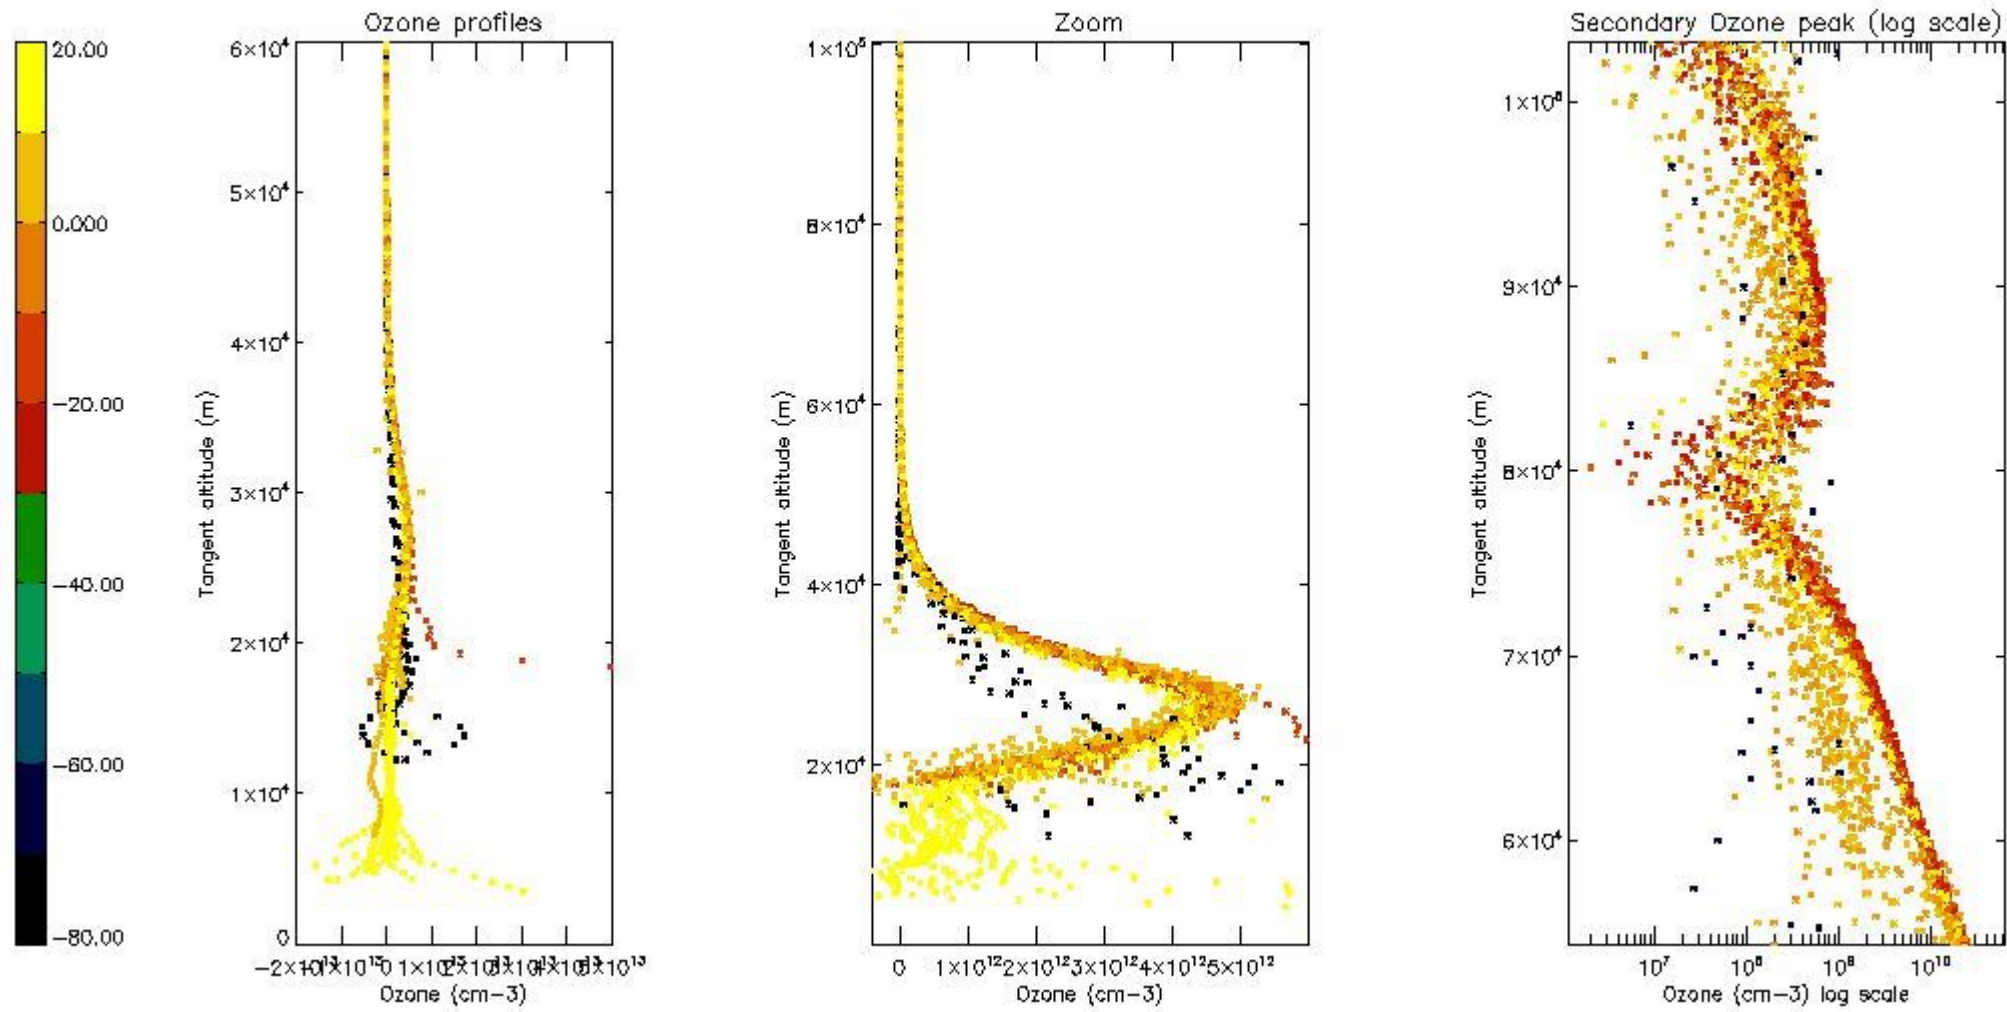 Ozone profiles
Zoom
Secondary Ozone peak (log scale)
20.00
0.000
−20.00
−40.00
−60.00
−80.00
6×10⁴
5×10⁴
4×10⁴
3×10⁴
2×10⁴
1×10⁴
0
Tangent altitude (m)
Ozone (cm−3)
1×10⁵
8×10⁴
6×10⁴
4×10⁴
2×10⁴
Tangent altitude (m)
0 1×10¹² 2×10¹² 3×10¹² 4×10¹² 5×10¹²
Ozone (cm−3)
9×10⁴
8×10⁴
7×10⁴
6×10⁴
Tangent altitude (m)
10⁷ 10⁸ 10⁹ 10¹⁰
Ozone (cm−3) log scale